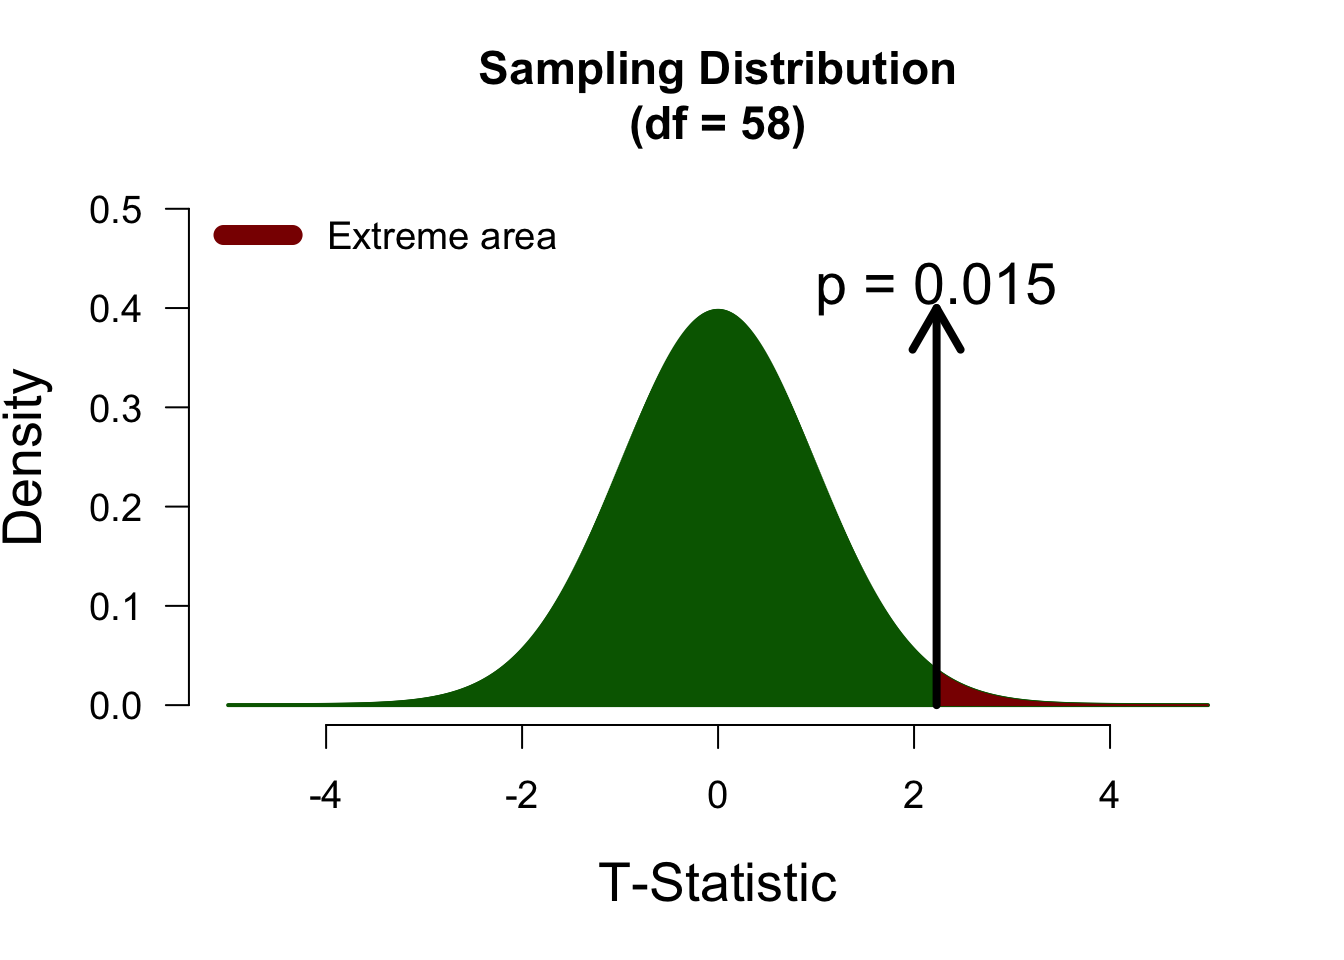 Sampling Distribution
(df = 58)
Extreme area
p = 0.015
Density
0.5
0.4
0.3
0.2
0.1
0.0
-4 -2 0 2 4
T-Statistic